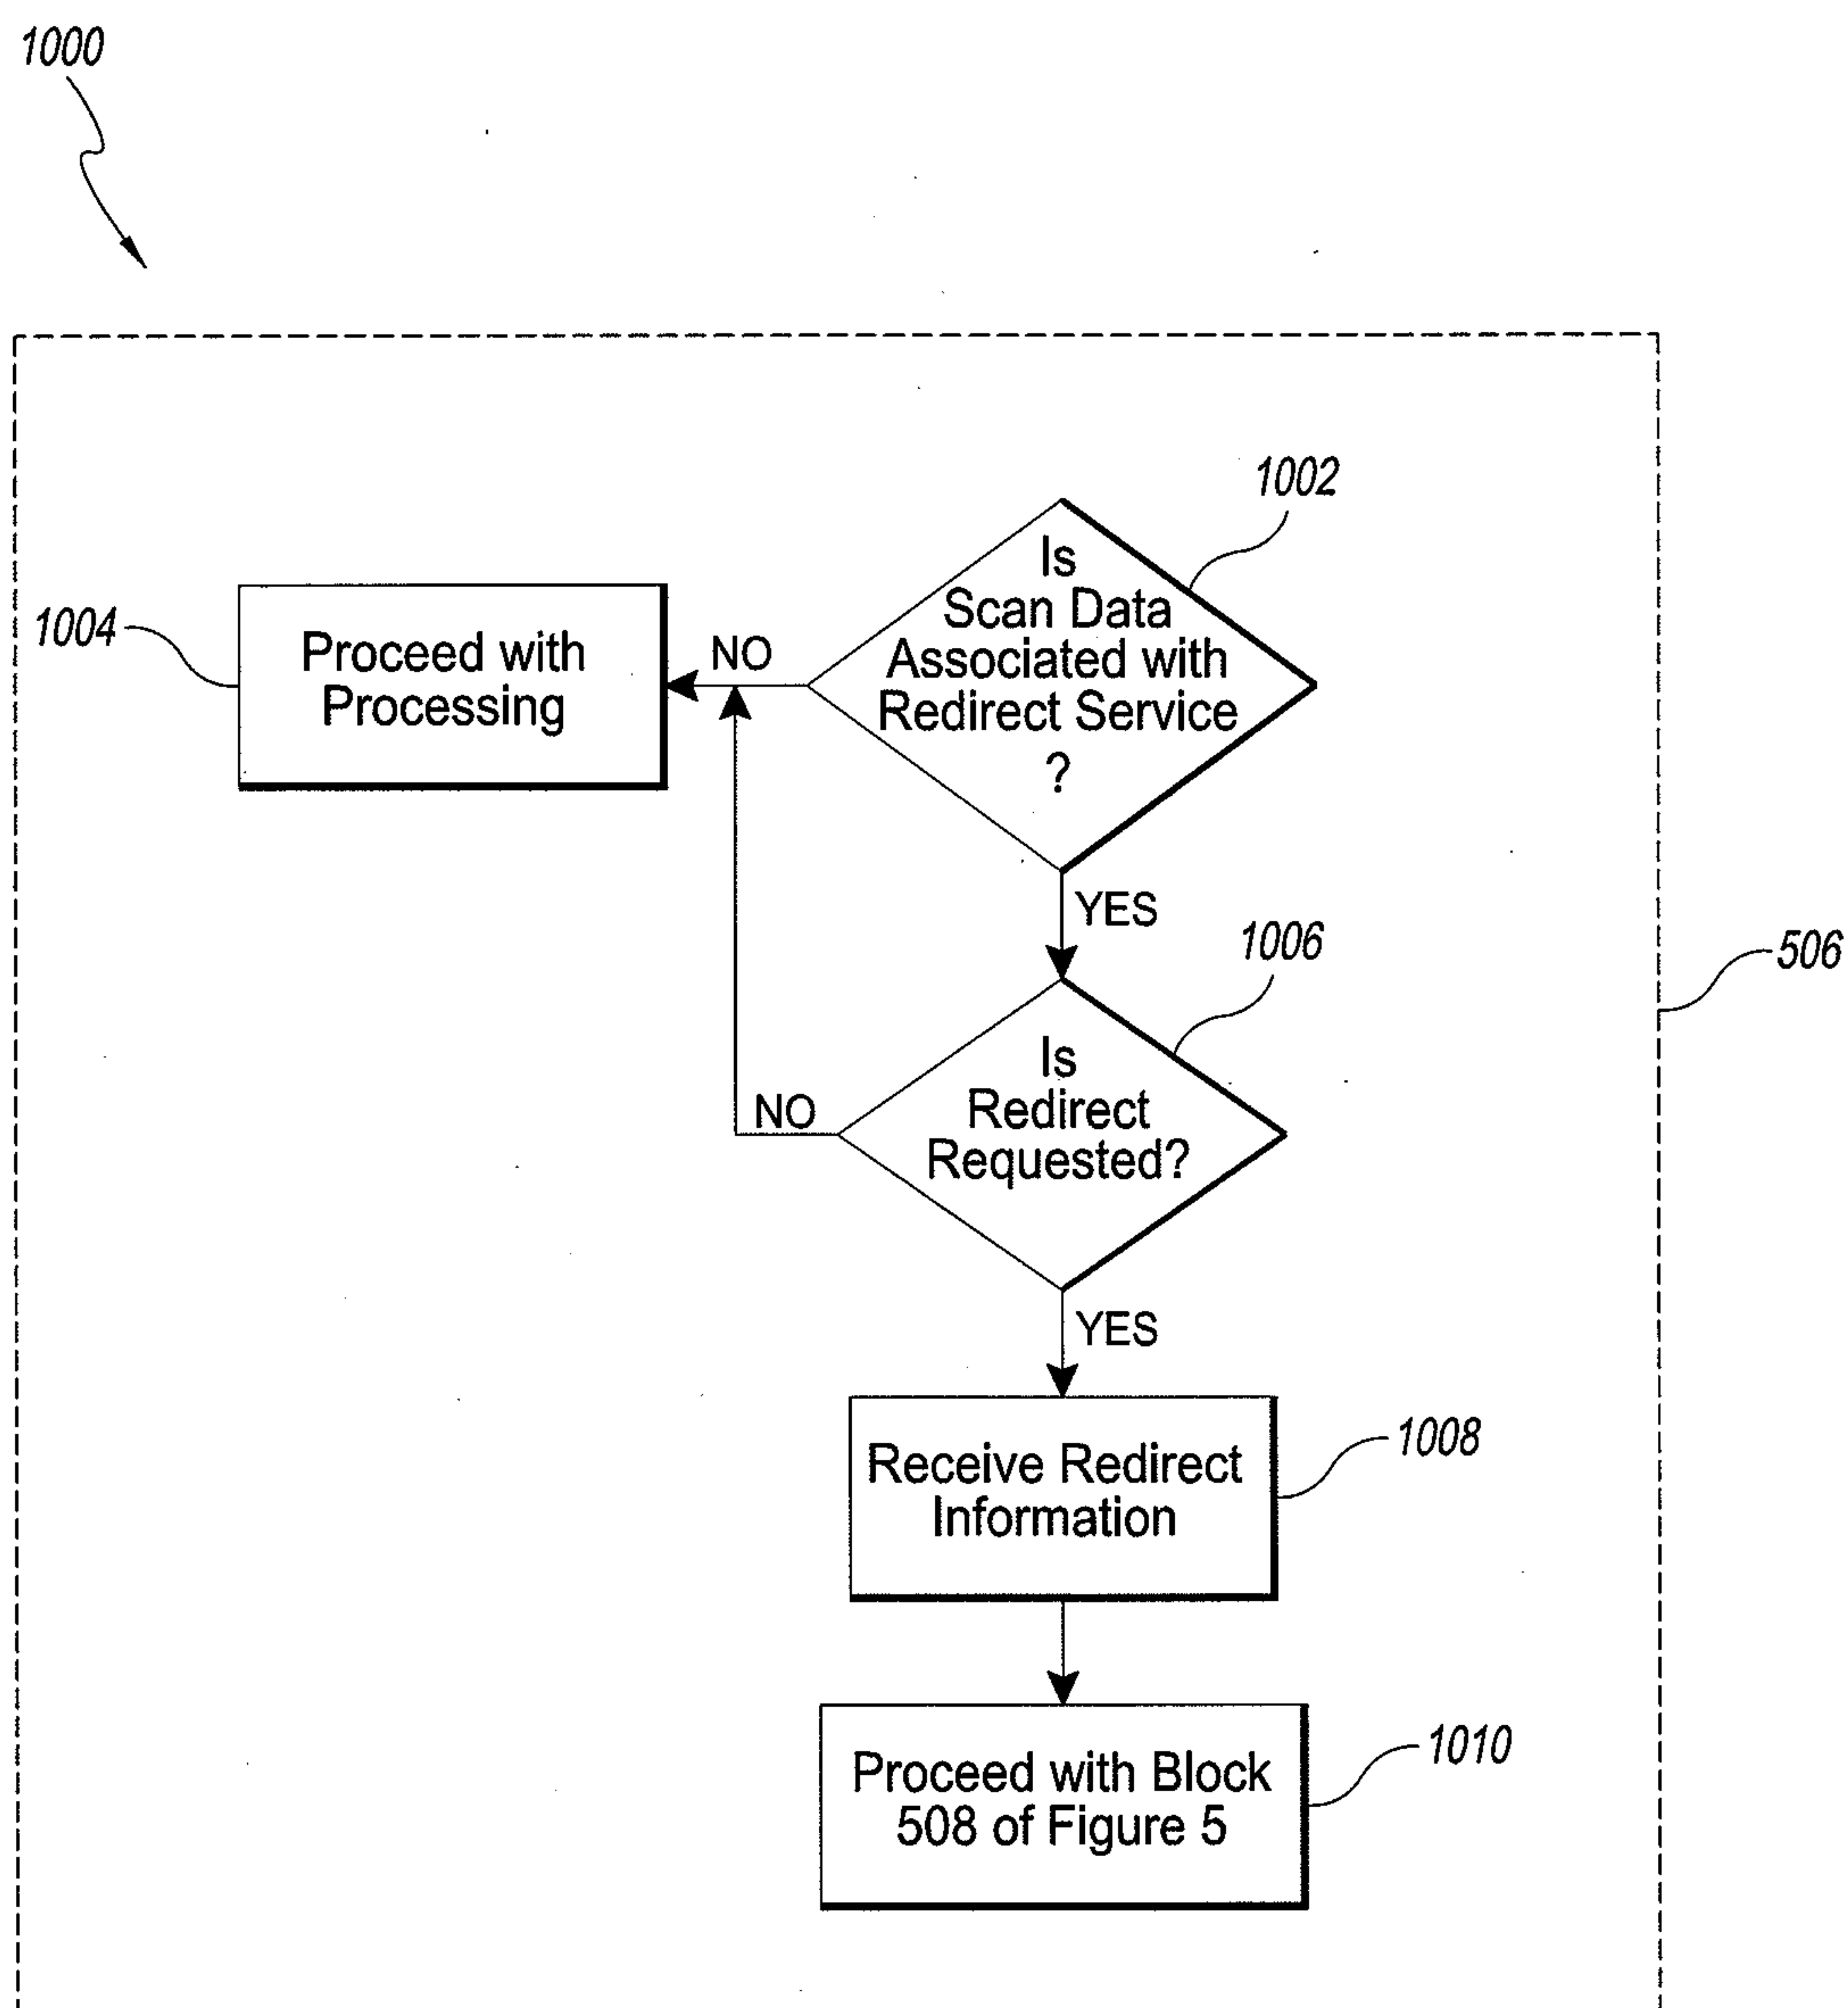 1000
1002
Is
Scan Data
Associated with
Redirect Service
?
1004
Proceed with
Processing
NO
YES
1006
506
Is
Redirect
Requested?
NO
YES
1008
Receive Redirect
Information
1010
Proceed with Block
508 of Figure 5